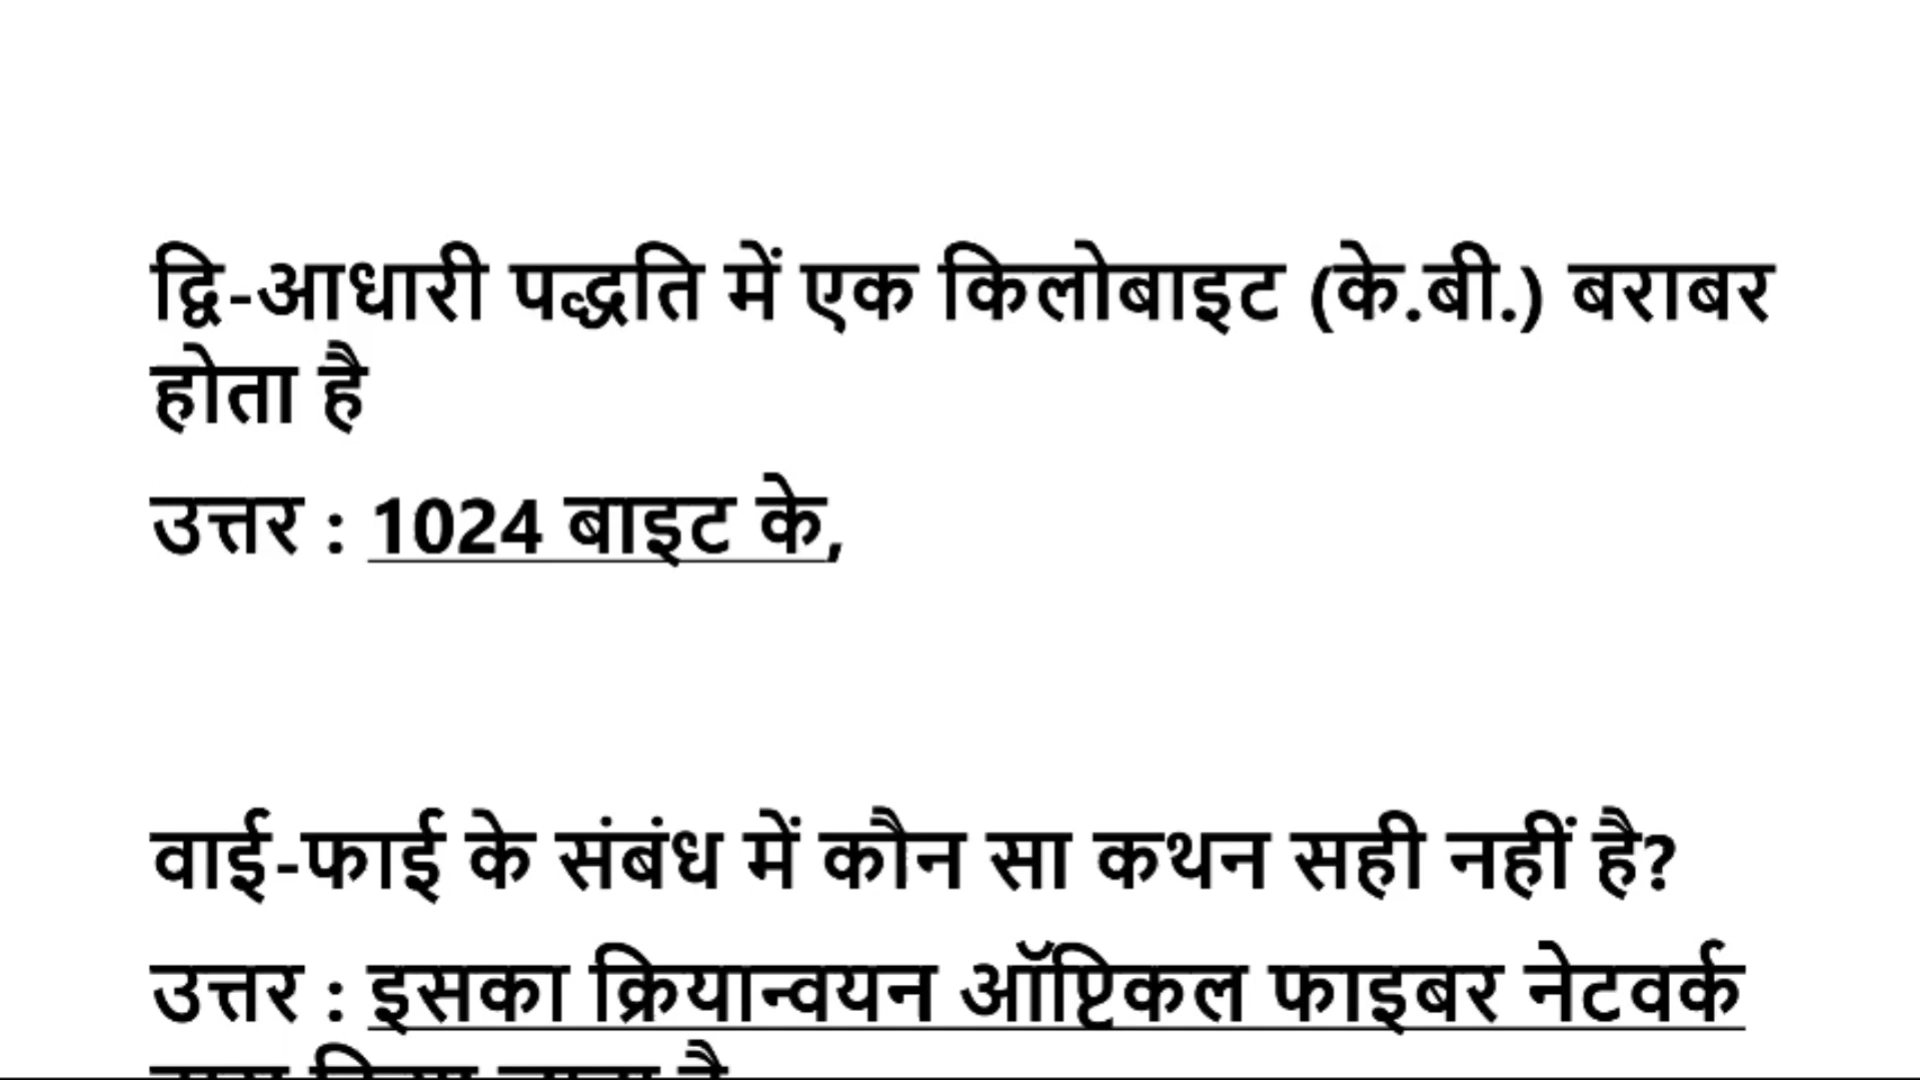 द्वि-आधारी पद्धति में एक किलोबाइट (के.बी.) बराबर
होता है
उत्तर : 1024 बाइट के,
वाई-फाई के संबंध में कौन सा कथन सही नहीं है?
उत्तर : इसका क्रियान्वयन ऑप्टिकल फाइबर नेटवर्क